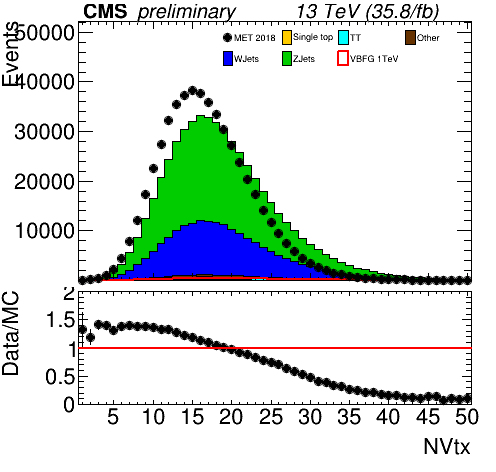 CMS preliminary 13 TeV (35.8/fb)
Events
MET 2018 Single top TT Other
WJets ZJets VBFG 1TeV
50000
40000
30000
20000
10000
Data/MC
2
1.5
1
0.5
0
5 10 15 20 25 30 35 40 45 50
NVtx